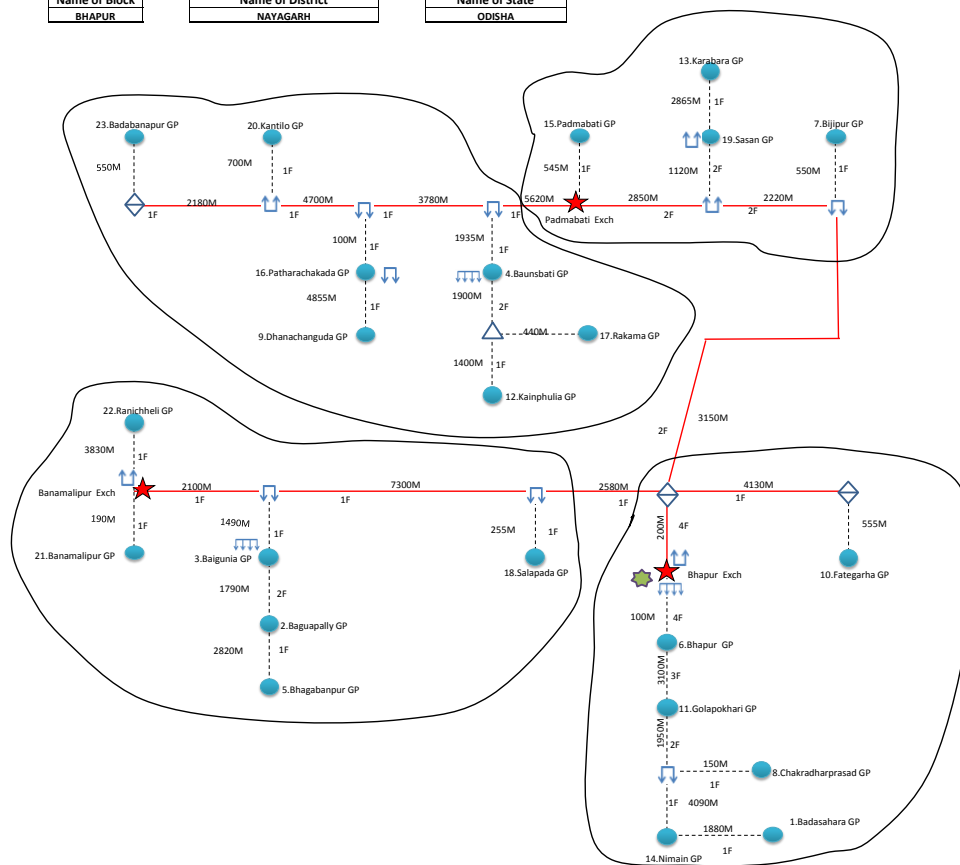 Name of Block
Name of District
Name of State
BHAPUR
NAYAGARH
ODISHA
13.Karabara GP
2865M
1F
23.Badabanapur GP
20.Kantilo GP
15.Padmabati GP
19.Sasan GP
7.Bijipur GP
550M
700M
1F
545M
1F
1120M
2F
550M
1F
2180M
4700M
3780M
5620M
2850M
2220M
1F
1F
1F
1F
Padmabati Exch
2F
2F
100M
1F
1935M
1F
16.Patharachakada GP
4.Baunsbati GP
4855M
1F
1900M
2F
9.Dhanachanguda GP
440M
17.Rakama GP
1400M
1F
12.Kainphulia GP
22.Ranichheli GP
3150M
2F
3830M
1F
Banamalipur Exch
2100M
7300M
2580M
4130M
1F
1F
1F
1F
190M
1F
1490M
1F
255M
1F
200M
4F
555M
21.Banamalipur GP
3.Baigunia GP
18.Salapada GP
Bhapur Exch
10.Fategarha GP
1790M
2F
100M
4F
2.Baguapally GP
6.Bhapur GP
2820M
1F
3100M
3F
5.Bhagabanpur GP
11.Golapokhari GP
1950M
2F
150M
8.Chakradharprasad GP
1F
1F
4090M
1880M
1.Badasahara GP
1F
14.Nimain GP